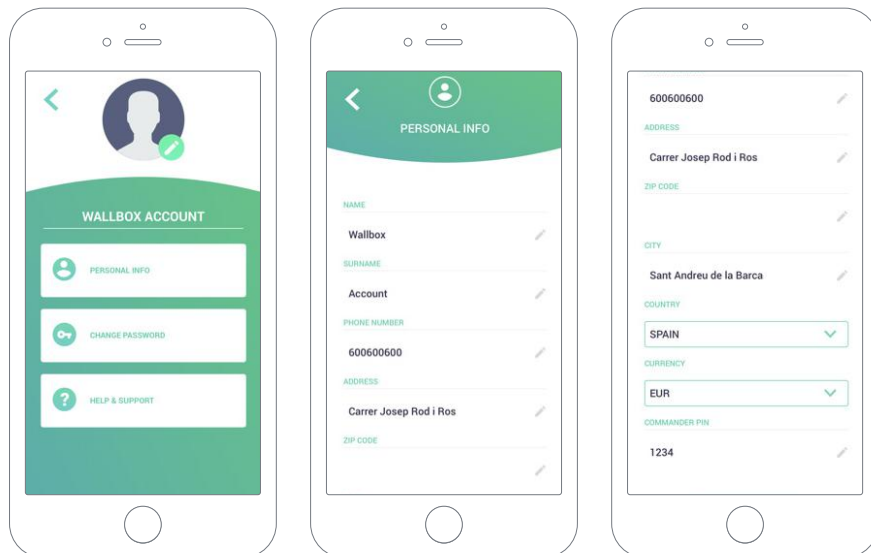 WALLBOX ACCOUNT
PERSONAL INFO
CHANGE PASSWORD
HELP & SUPPORT
PERSONAL INFO
NAME
Wallbox
SURNAME
Account
PHONE NUMBER
600600600
ADDRESS
Carrer Josep Rod i Ros
ZIP CODE
600600600
ADDRESS
Carrer Josep Rod i Ros
ZIP CODE
CITY
Sant Andreu de la Barca
COUNTRY
SPAIN
CURRENCY
EUR
COMMANDER PIN
1234